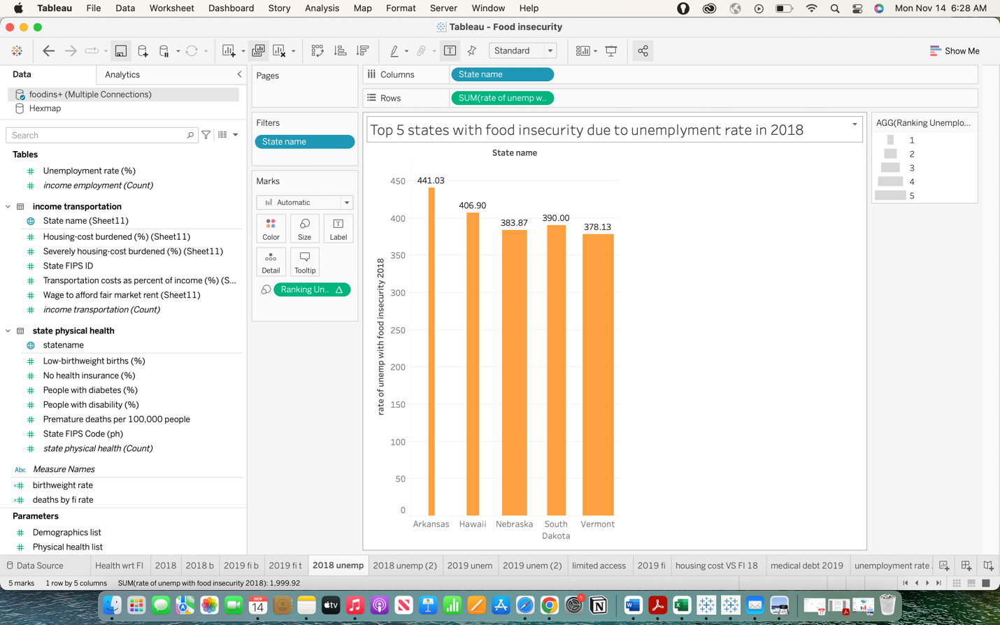 Tableau File Data Worksheet Dashboard Story Analysis Map Format Server Window Help Mon Nov 14 6:28 AM
Tableau - Food insecurity
Standard
Show Me
Data
Analytics
foodins+ (Multiple Connections)
Hexmap
Search
Tables
Unemployment rate (%)
income employment (Count)
income transportation
State name (Sheet11)
Housing-cost burdened (%) (Sheet11)
Severely housing-cost burdened (%) (Sheet11)
State FIPS ID
Transportation costs as percent of income (%) (S...
Wage to afford fair market rent (Sheet11)
income transportation (Count)
state physical health
statename
Low-birthweight births (%)
No health insurance (%)
People with diabetes (%)
People with disability (%)
Premature deaths per 100,000 people
State FIPS Code (ph)
state physical health (Count)
Abc Measure Names
birthweight rate
deaths by fi rate
Parameters
Demographics list
Physical health list
Pages
Filters
State name
Marks
Automatic
Color
Size
Label
Detail
Tooltip
Ranking Un..
Columns
State name
Rows
SUM(rate of unemp w..
Top 5 states with food insecurity due to unemplyment rate in 2018
State name
rate of unemp with food insecurity 2018
450
400
350
300
250
200
150
100
50
0
441.03
406.90
383.87
390.00
378.13
Arkansas
Hawaii
Nebraska
South
Dakota
Vermont
AGG(Ranking Unemplo...
1
2
3
4
5
Data Source
Health wrt FI
2018
2018 b
2019 fi b
2019 fi t
2018 unemp
2018 unemp (2)
2019 unem
2019 unem (2)
limited access
2019 fi
housing cost VS FI 18
medical debt 2019
unemployment rate
5 marks
1 row by 5 columns
SUM(rate of unemp with food insecurity 2018): 1,999.92
NOV
14
tv
1